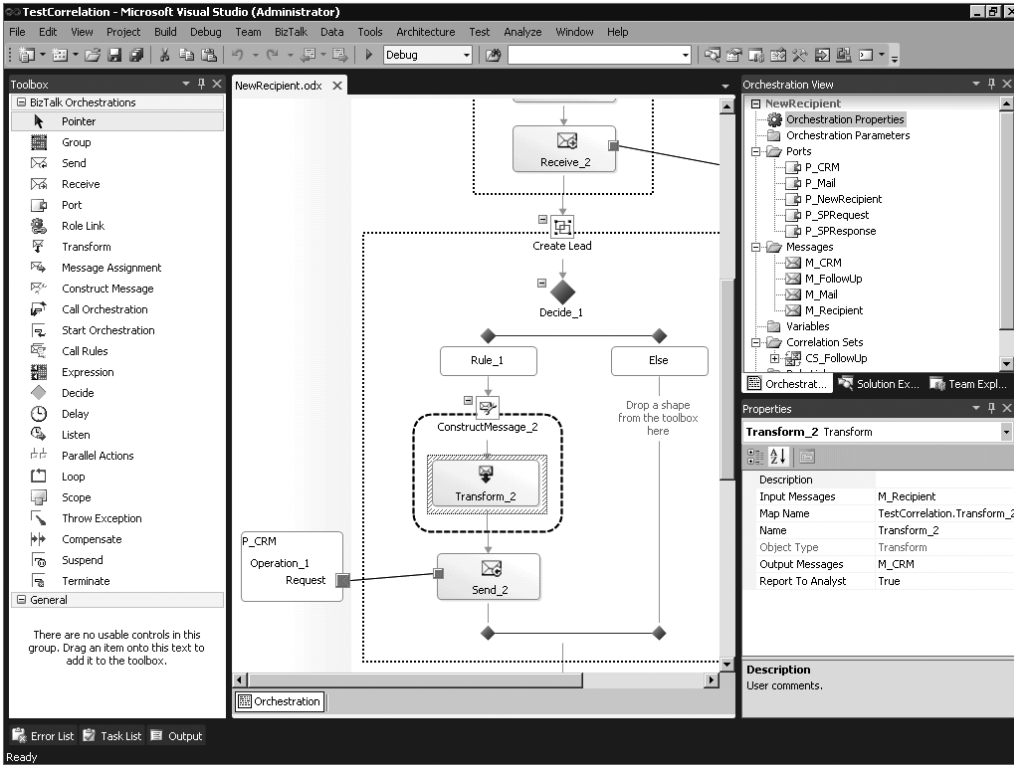 TestCorrelation - Microsoft Visual Studio (Administrator)
File Edit View Project Build Debug Team BizTalk Data Tools Architecture Test Analyze Window Help
Debug
Toolbox
BizTalk Orchestrations
Pointer
Group
Send
Receive
Port
Role Link
Transform
Message Assignment
Construct Message
Call Orchestration
Start Orchestration
Call Rules
Expression
Decide
Delay
Listen
Parallel Actions
Loop
Scope
Throw Exception
Compensate
Suspend
Terminate
General
There are no usable controls in this
group. Drag an item onto this text to
add it to the toolbox.
NewRecipient.odx
Receive_2
Create Lead
Decide_1
Rule_1
Else
Drop a shape
from the toolbox
here
ConstructMessage_2
Transform_2
P_CRM
Operation_1
Request
Send_2
Orchestration
Orchestration View
NewRecipient
Orchestration Properties
Orchestration Parameters
Ports
P_CRM
P_Mail
P_NewRecipient
P_SPRequest
P_SPResponse
Messages
M_CRM
M_FollowUp
M_Mail
M_Recipient
Variables
Correlation Sets
CS_FollowUp
Orchestrat... Solution Ex... Team Expl...
Properties
Transform_2 Transform
Description
Input Messages M_Recipient
Map Name TestCorrelation.Transform_2
Name Transform_2
Object Type Transform
Output Messages M_CRM
Report To Analyst True
Description
User comments.
Error List Task List Output
Ready